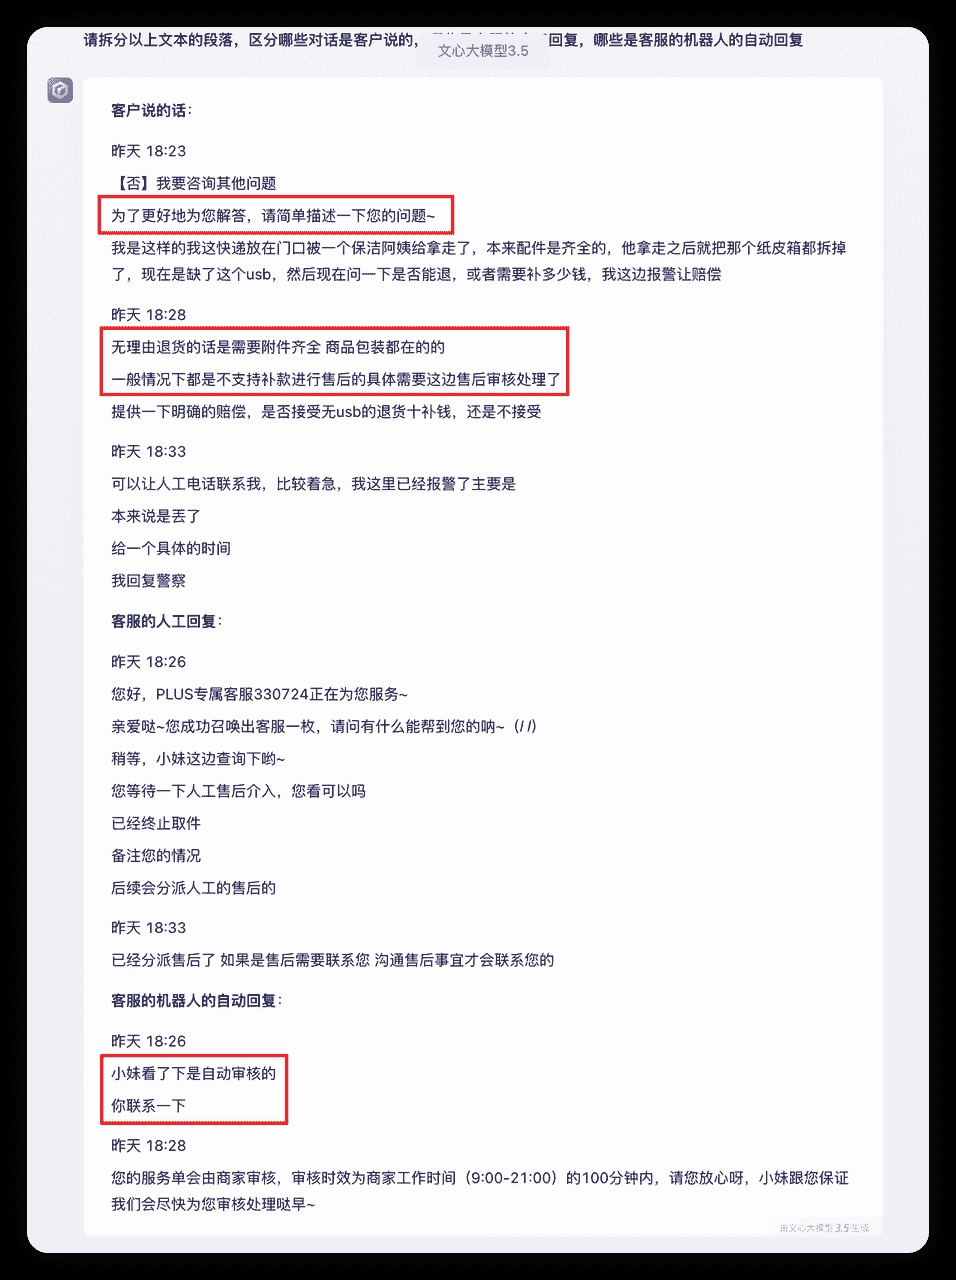 请拆分以上文本的段落，区分哪些对话是客户说的，
回复，哪些是客服的机器人的自动回复
文心大模型3.5
客户说的话：
昨天 18:23
【否】我要咨询其他问题
为了更好地为您解答，请简单描述一下您的问题~
我是这样的我这快递放在门口被一个保洁阿姨给拿走了，本来配件是齐全的，他拿走之后就把那个纸皮箱都拆掉
了，现在是缺了这个usb，然后现在问一下是否能退，或者需要补多少钱，我这边报警让赔偿
昨天 18:28
无理由退货的话是需要附件齐全 商品包装都在的的
一般情况下都是不支持补款进行售后的具体需要这边售后审核处理了
提供一下明确的赔偿，是否接受无usb的退货十补钱，还是不接受
昨天 18:33
可以让人工电话联系我，比较着急，我这里已经报警了主要是
本来说是丢了
给一个具体的时间
我回复警察
客服的人工回复：
昨天 18:26
您好，PLUS专属客服330724正在为您服务~
亲爱哒~您成功召唤出客服一枚，请问有什么能帮到您的呐~（/ /）
稍等，小妹这边查询下哟~
您等待一下人工售后介入，您看可以吗
已经终止取件
备注您的情况
后续会分派人工的售后的
昨天 18:33
已经分派售后了 如果是售后需要联系您 沟通售后事宜才会联系您的
客服的机器人的自动回复：
昨天 18:26
小妹看了下是自动审核的
你联系一下
昨天 18:28
您的服务单会由商家审核，审核时效为商家工作时间（9:00-21:00）的100分钟内，请您放心呀，小妹跟您保证
我们会尽快为您审核处理哒早~
由文心大模型 3.5 生成